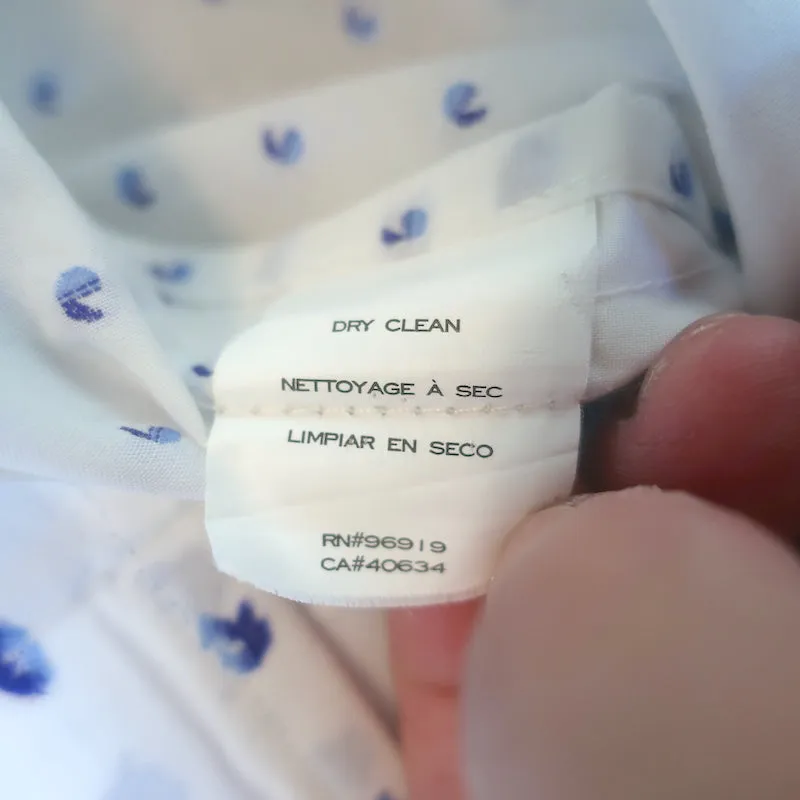 DRY CLEAN
NETTOYAGE À SEC
LIMPIAR EN SECO
RN#96919
CA#40634